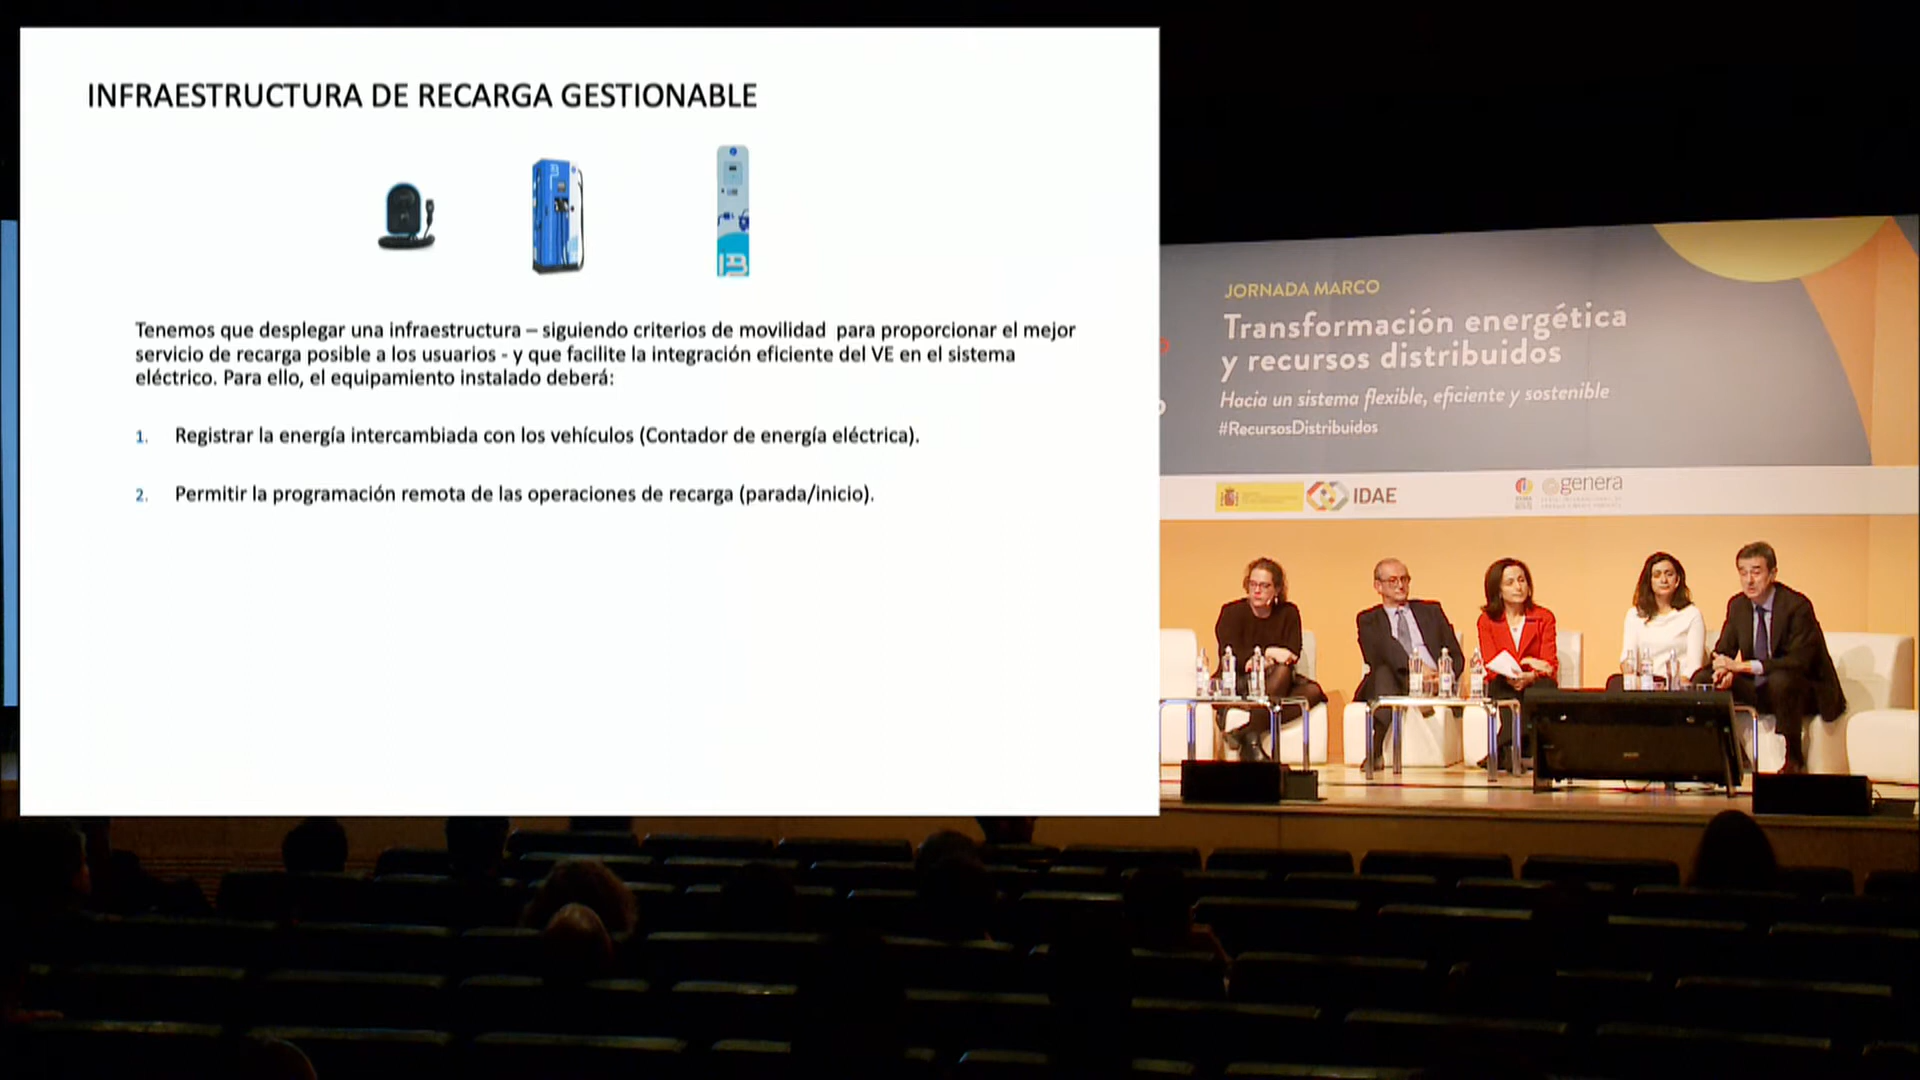 INFRAESTRUCTURA DE RECARGA GESTIONABLE
Tenemos que desplegar una infraestructura – siguiendo criterios de movilidad para proporcionar el mejor
servicio de recarga posible a los usuarios - y que facilite la integración eficiente del VE en el sistema
eléctrico. Para ello, el equipamiento instalado deberá:
1. Registrar la energía intercambiada con los vehículos (Contador de energía eléctrica).
2. Permitir la programación remota de las operaciones de recarga (parada/inicio).
JORNADA MARCO
Transformación energética
y recursos distribuidos
Hacia un sistema flexible, eficiente y sostenible
#RecursosDistribuidos
IDAE
genera